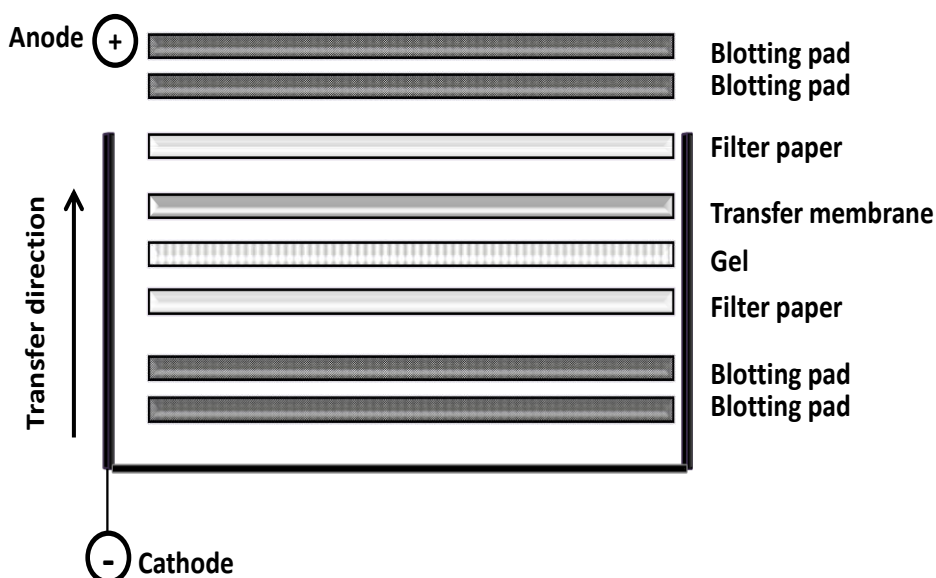 Anode +
Blotting pad
Blotting pad
Filter paper
Transfer membrane
Gel
Filter paper
Blotting pad
Blotting pad
Transfer direction
- Cathode